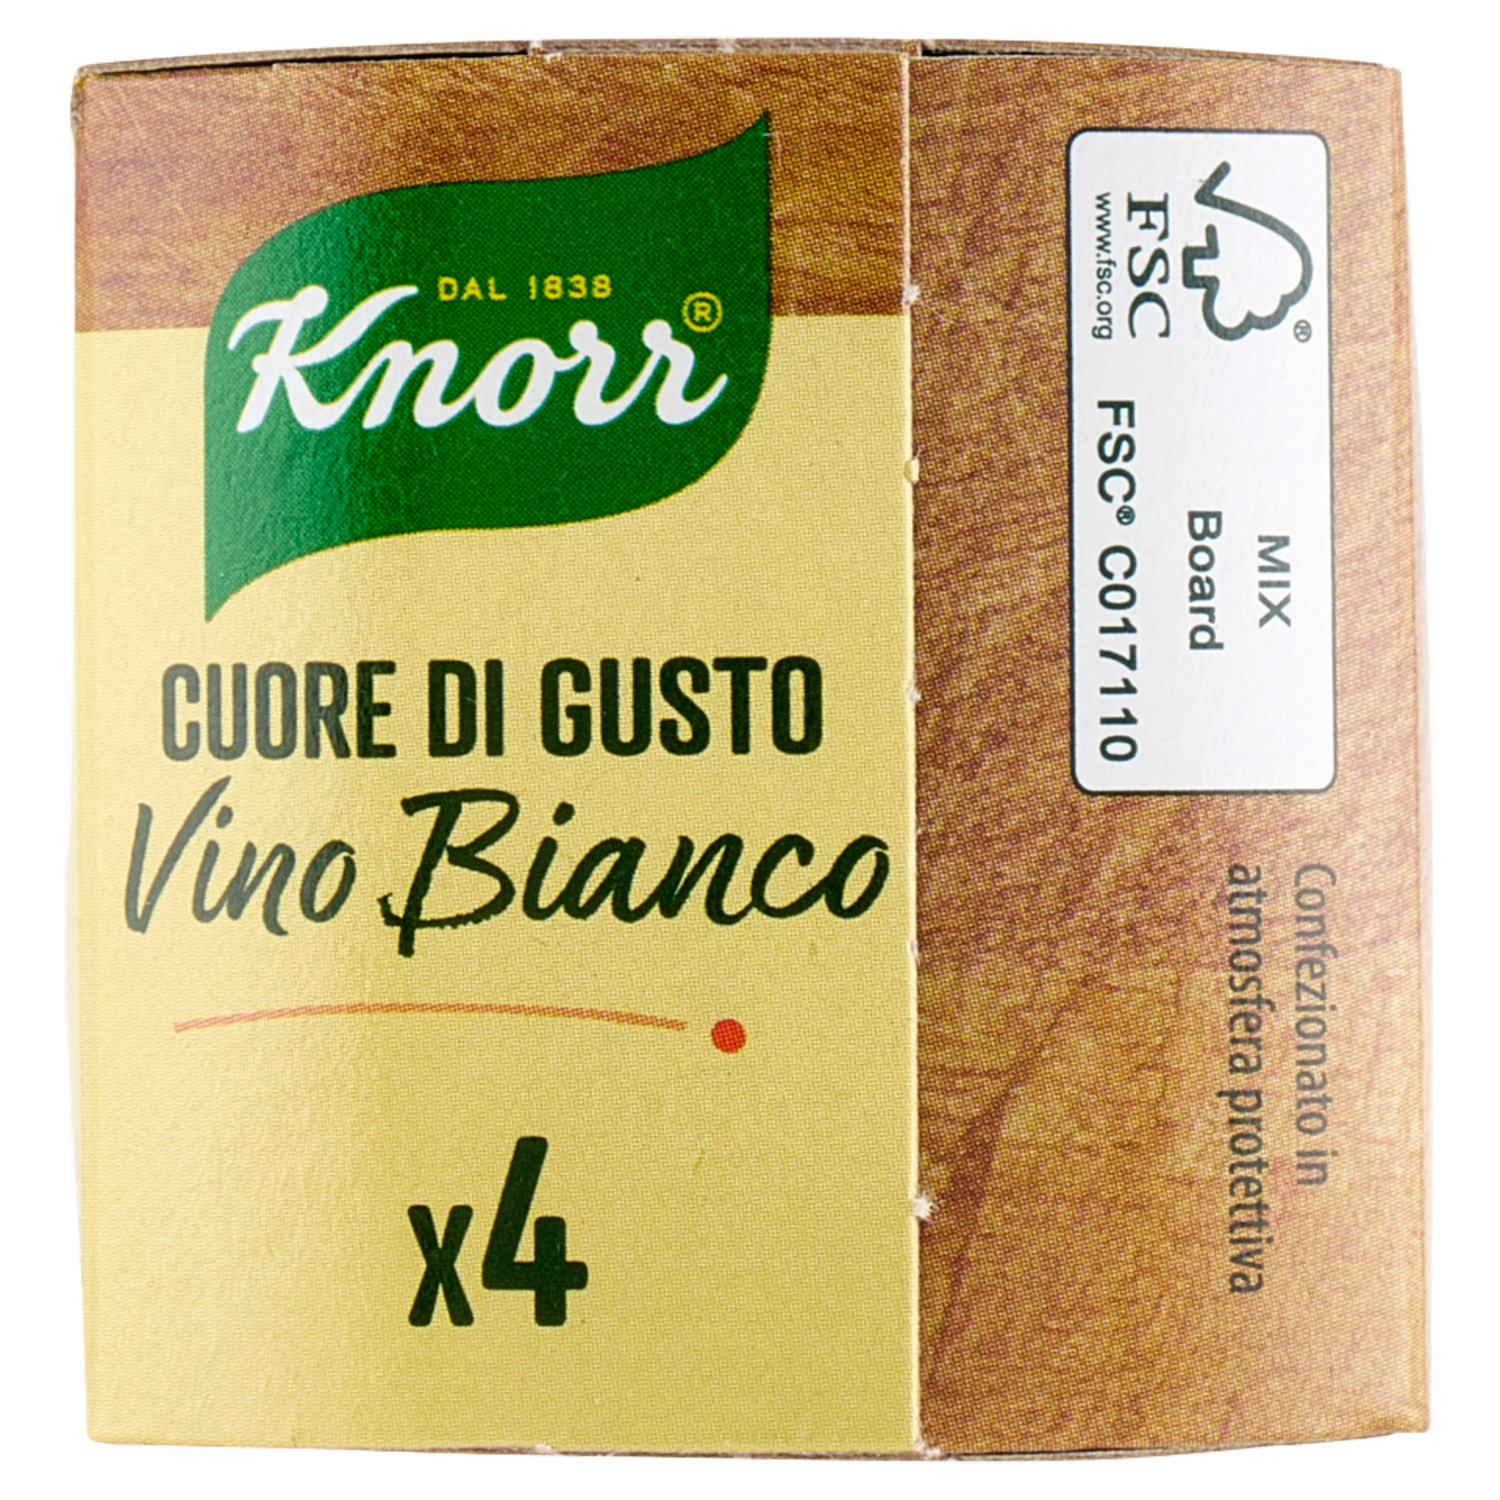 DAL 1838
Knorr®
CUORE DI GUSTO
Vino Bianco
x4
®
FSC
www.fsc.org
MIX
Board
FSC® C017110
Confezionato in
atmosfera protettiva